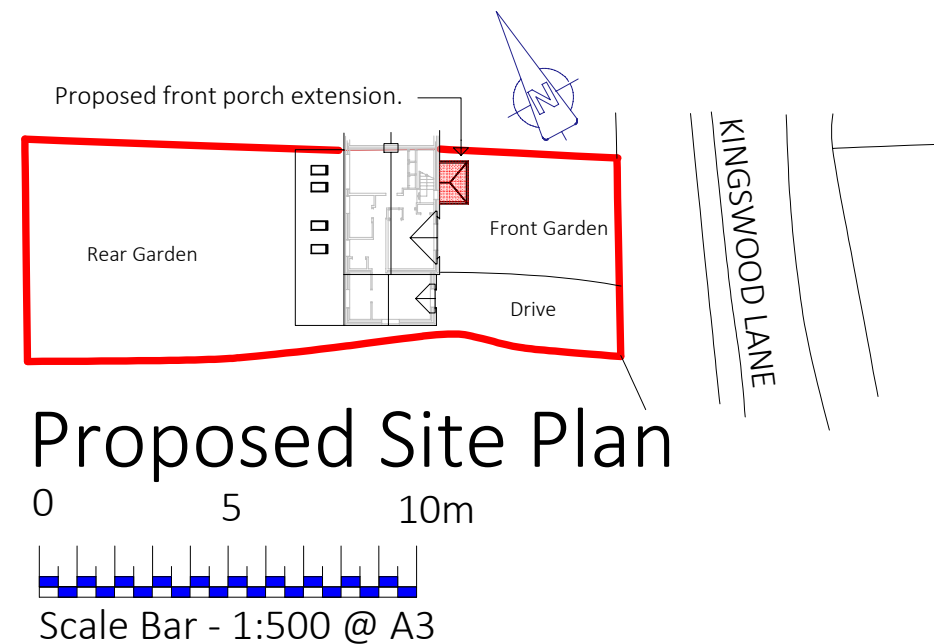 Proposed front porch extension.
N
KINGSWOOD LANE
Rear Garden
Front Garden
Drive
Proposed Site Plan
0 5 10m
Scale Bar - 1:500 @ A3